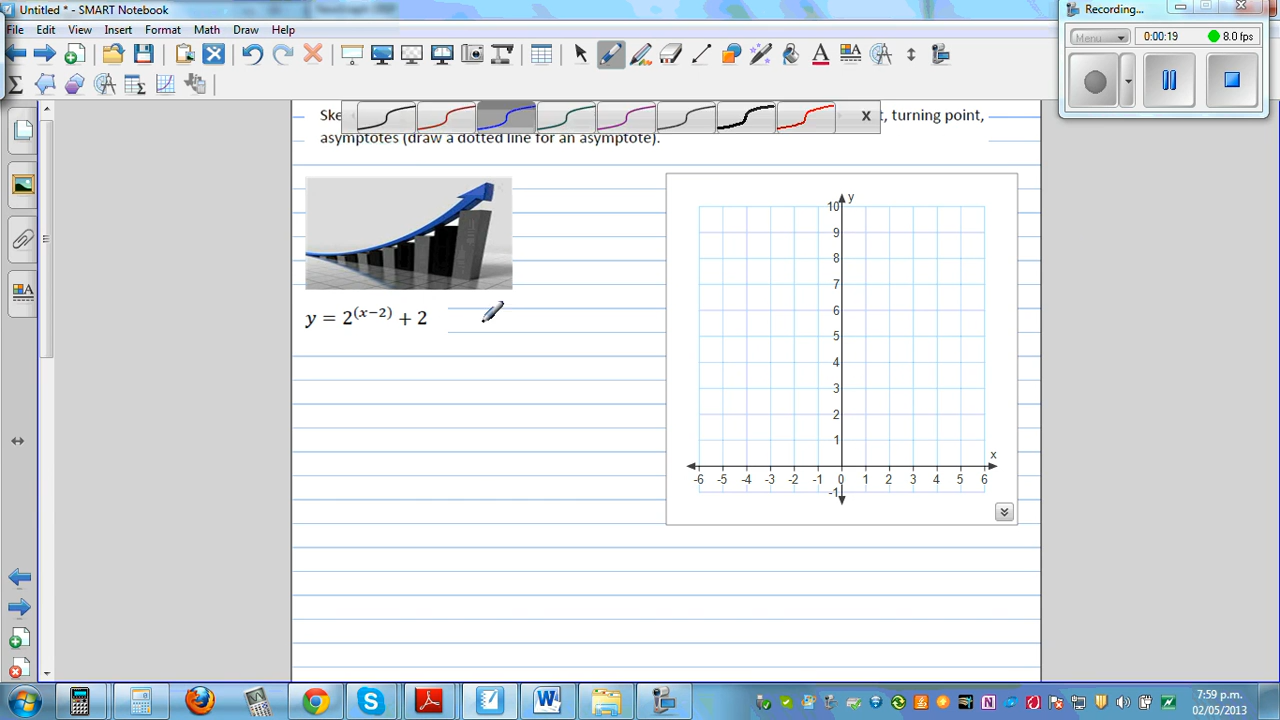 Untitled * - SMART Notebook
Recording...
File Edit View Insert Format Math Draw Help
Menu 0:00:19 8.0 fps
Ske x t, turning point,
asymptotes (draw a dotted line for an asymptote).
y = 2^(x−2) + 2
y
10
9
8
7
6
5
4
3
2
1
x
-6 -5 -4 -3 -2 -1 0 1 2 3 4 5 6
-1
7:59 p.m.
02/05/2013